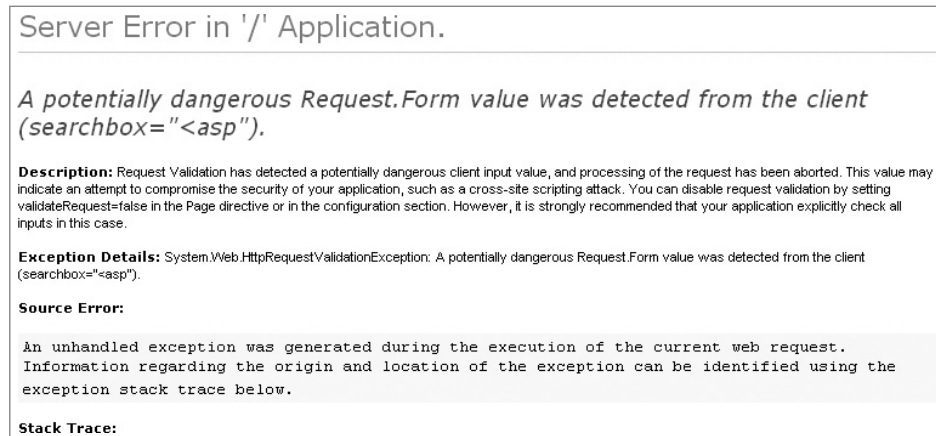 Server Error in '/' Application.
A potentially dangerous Request.Form value was detected from the client
(searchbox="<asp").
Description: Request Validation has detected a potentially dangerous client input value, and processing of the request has been aborted. This value may
indicate an attempt to compromise the security of your application, such as a cross-site scripting attack. You can disable request validation by setting
validateRequest=false in the Page directive or in the configuration section. However, it is strongly recommended that your application explicitly check all
inputs in this case.
Exception Details: System.Web.HttpRequestValidationException: A potentially dangerous Request.Form value was detected from the client
(searchbox="<asp").
Source Error:
An unhandled exception was generated during the execution of the current web request.
Information regarding the origin and location of the exception can be identified using the
exception stack trace below.
Stack Trace: